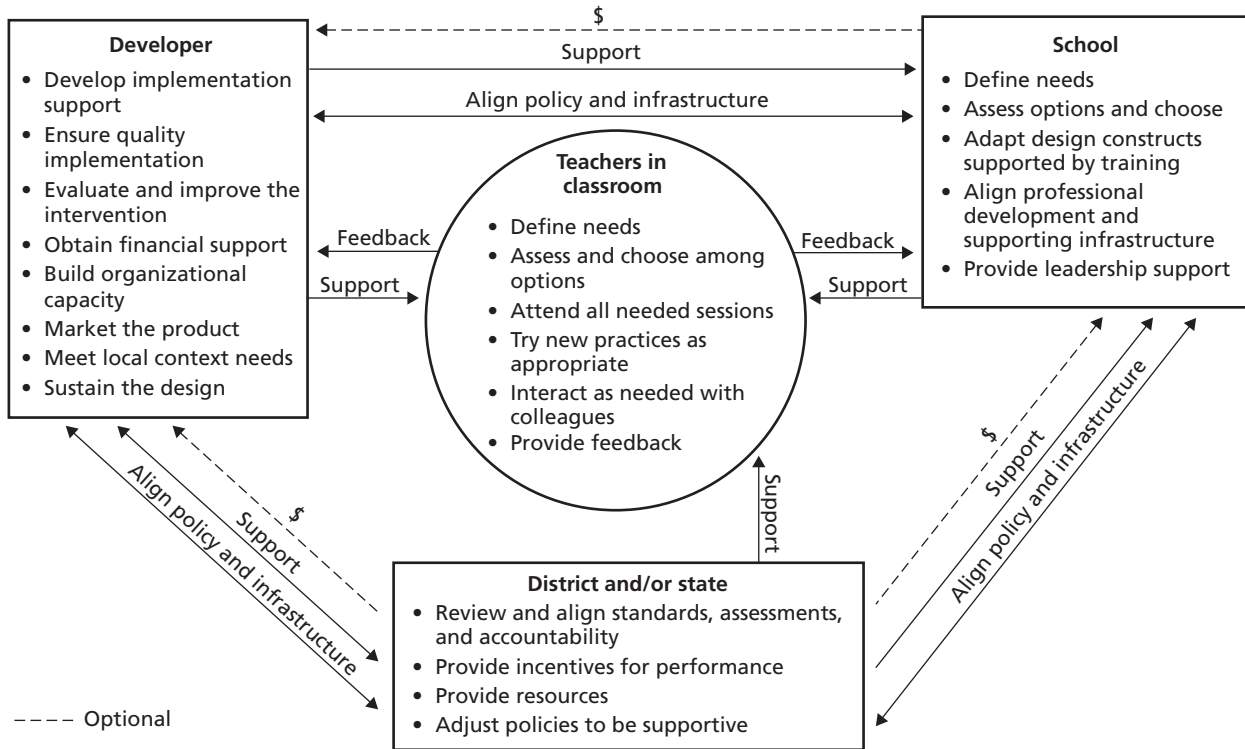 $
Support
Align policy and infrastructure
Developer
• Develop implementation
support
• Ensure quality
implementation
• Evaluate and improve the
intervention
• Obtain financial support
• Build organizational
capacity
• Market the product
• Meet local context needs
• Sustain the design
School
• Define needs
• Assess options and choose
• Adapt design constructs
supported by training
• Align professional
development and
supporting infrastructure
• Provide leadership support
Teachers in
classroom
• Define needs
• Assess and choose among
options
• Attend all needed sessions
• Try new practices as
appropriate
• Interact as needed with
colleagues
• Provide feedback
Feedback
Support
Feedback
Support
Align policy and infrastructure
Support
$
Support
$
Support
Align policy and infrastructure
District and/or state
• Review and align standards, assessments,
and accountability
• Provide incentives for performance
• Provide resources
• Adjust policies to be supportive
---- Optional